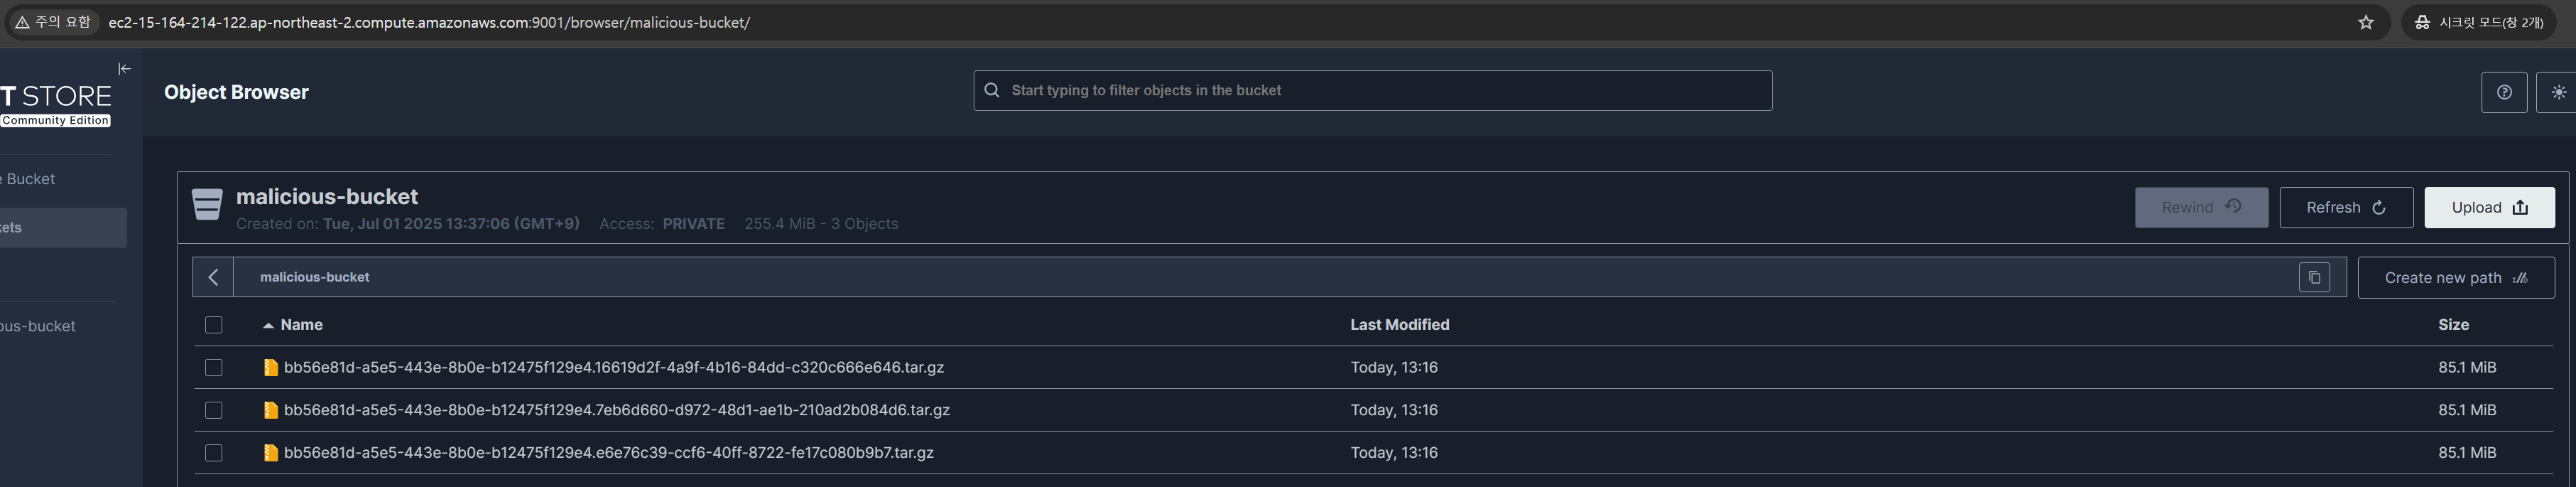 주의 요함 ec2-15-164-214-122.ap-northeast-2.compute.amazonaws.com:9001/browser/malicious-bucket/ 시크릿 모드(창 2개)
T STORE
Community Edition
Object Browser
Start typing to filter objects in the bucket
e Bucket
kets
ous-bucket
malicious-bucket
Created on: Tue, Jul 01 2025 13:37:06 (GMT+9) Access: PRIVATE 255.4 MiB - 3 Objects
Rewind Refresh Upload
malicious-bucket Create new path
Name Last Modified Size
bb56e81d-a5e5-443e-8b0e-b12475f129e4.16619d2f-4a9f-4b16-84dd-c320c666e646.tar.gz Today, 13:16 85.1 MiB
bb56e81d-a5e5-443e-8b0e-b12475f129e4.7eb6d660-d972-48d1-ae1b-210ad2b084d6.tar.gz Today, 13:16 85.1 MiB
bb56e81d-a5e5-443e-8b0e-b12475f129e4.e6e76c39-ccf6-40ff-8722-fe17c080b9b7.tar.gz Today, 13:16 85.1 MiB